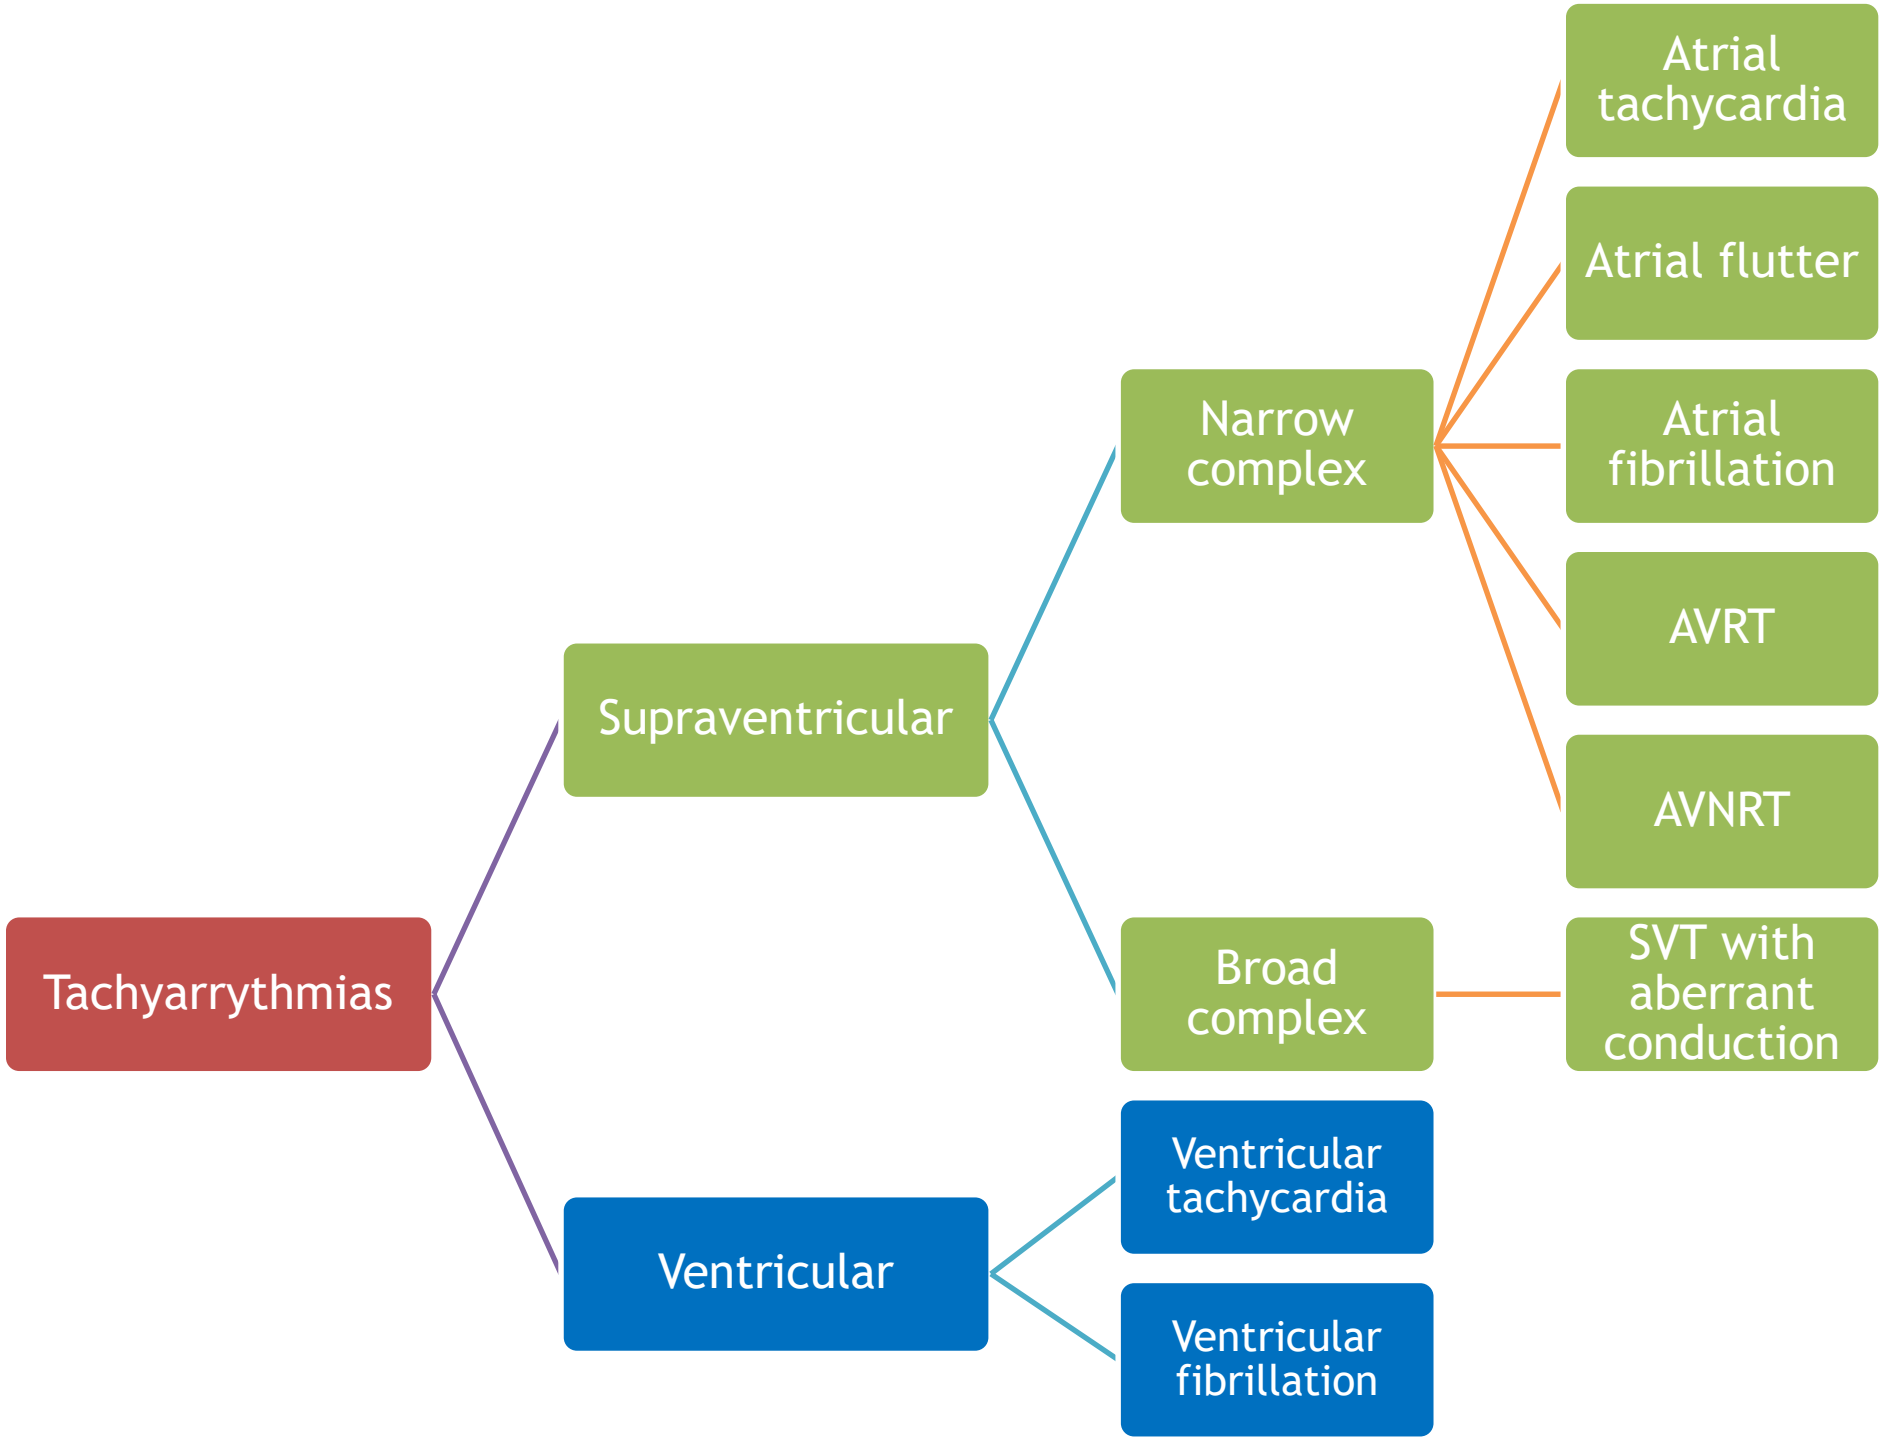 Tachyarrythmias
Supraventricular
Narrow
complex
Atrial
tachycardia
Atrial flutter
Atrial
fibrillation
AVRT
AVNRT
Broad
complex
SVT with
aberrant
conduction
Ventricular
Ventricular
tachycardia
Ventricular
fibrillation